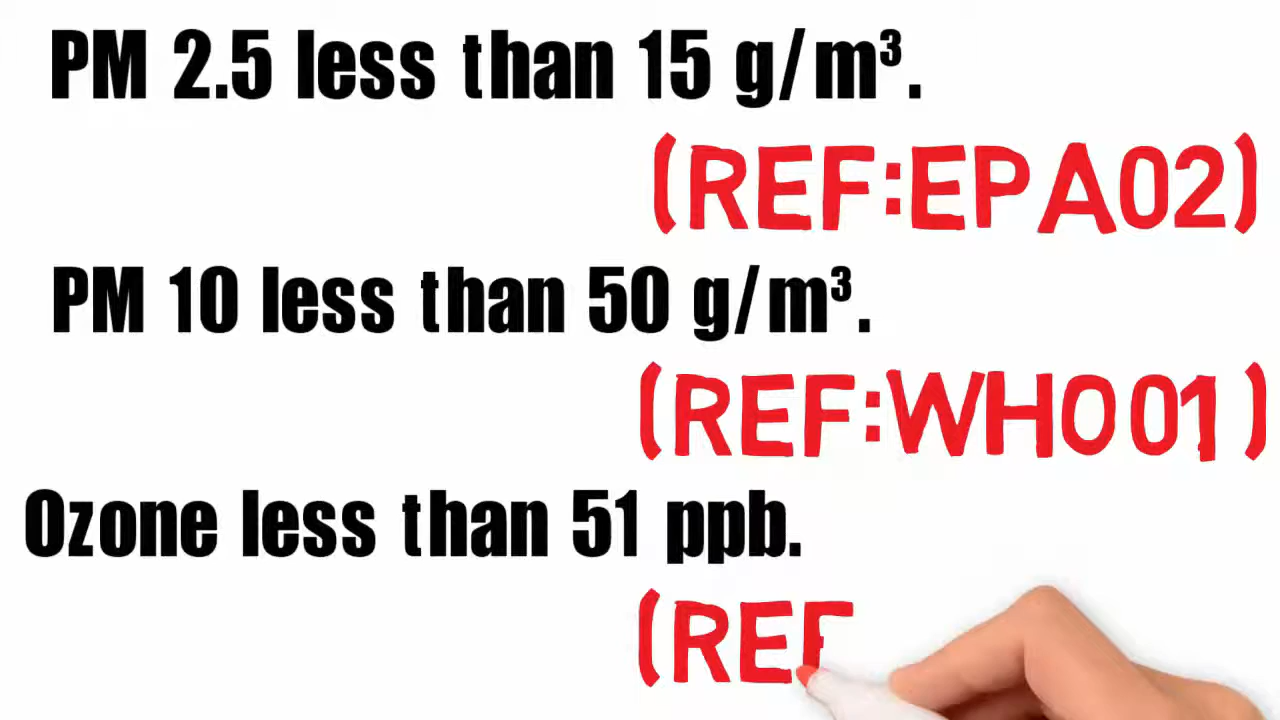 PM 2.5 less than 15 g/m³.
(REF:EPA02)
PM 10 less than 50 g/m³.
(REF:WHO01)
Ozone less than 51 ppb.
(REF